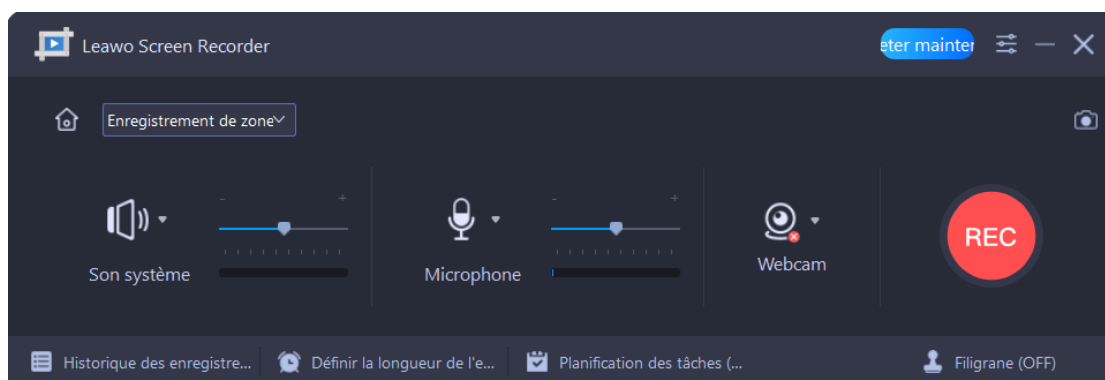 Leawo Screen Recorder
eter mainter
Enregistrement de zone
- +
- +
Son système
Microphone
Webcam
REC
Historique des enregistre...
Définir la longueur de l'e...
Planification des tâches (...
Filigrane (OFF)